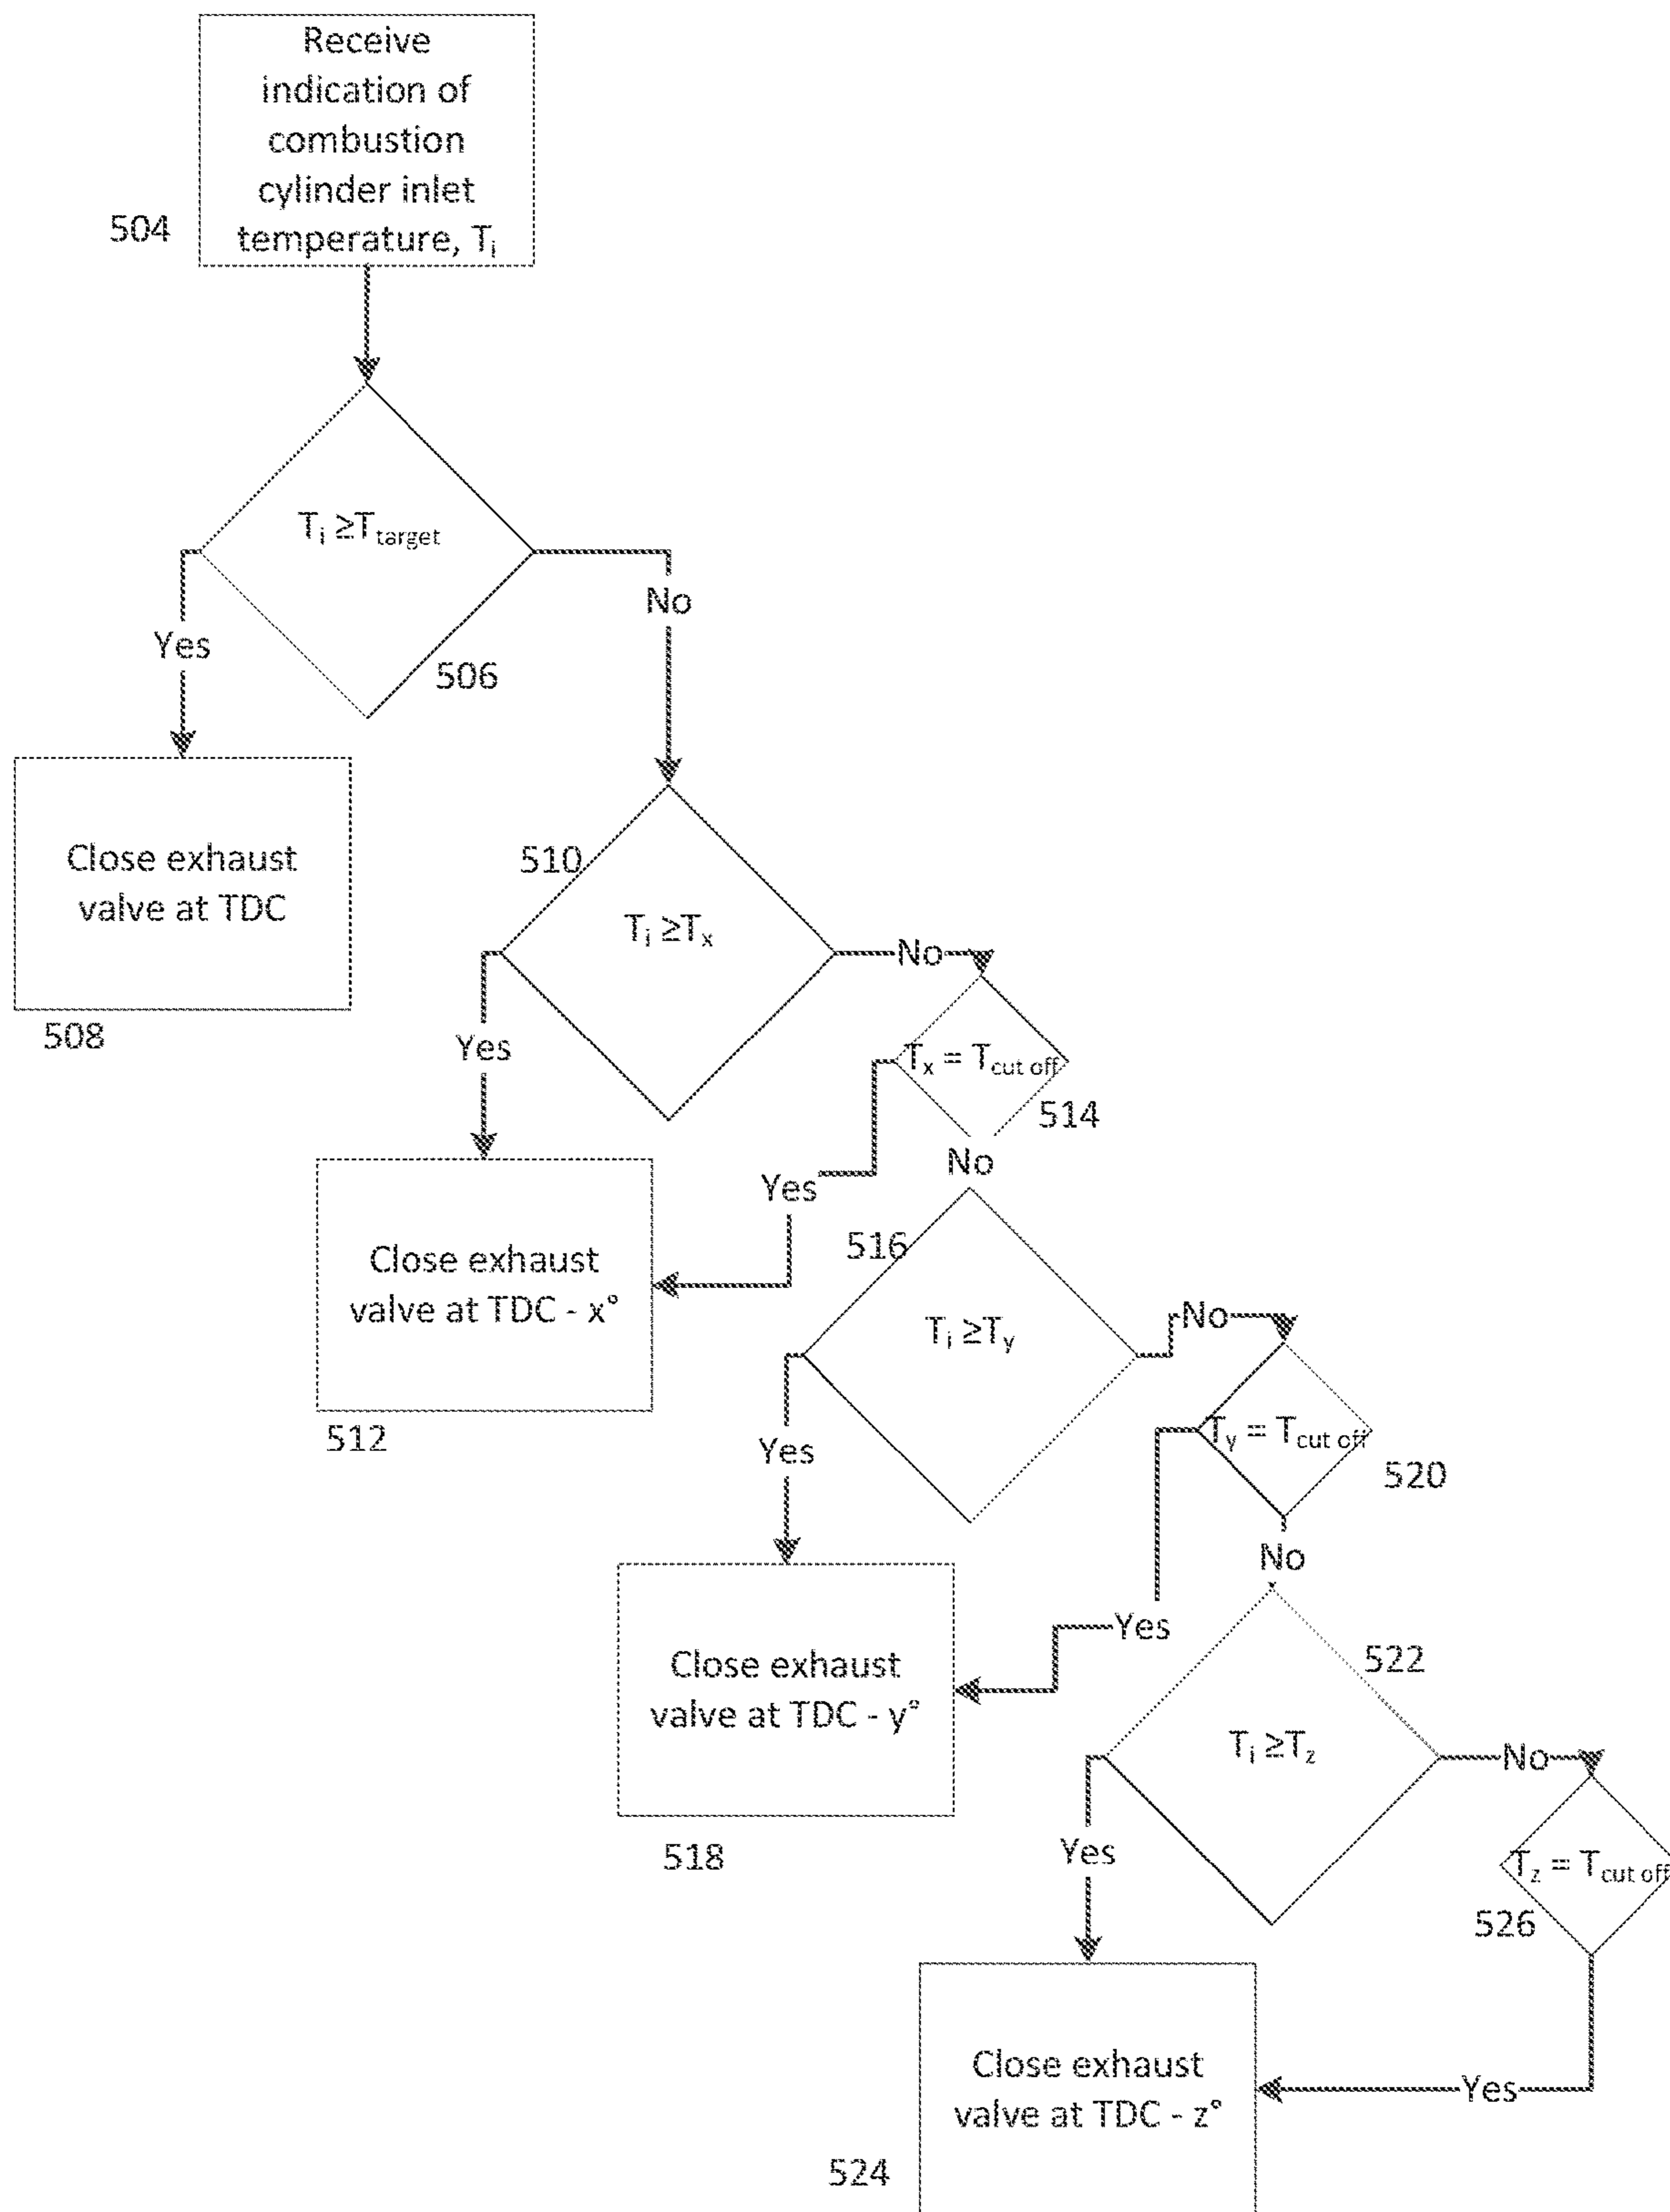 Receive
indication of
combustion
cylinder inlet
temperature, Tᵢ
504
Tᵢ ≥T_target
506
Yes
No
Close exhaust
valve at TDC
508
510
Tᵢ ≥Tₓ
Yes
No
Tₓ = T_cut off
514
No
Yes
Close exhaust
valve at TDC - x°
512
516
Tᵢ ≥T_y
Yes
No
T_y = T_cut off
520
No
Yes
Close exhaust
valve at TDC - y°
518
522
Tᵢ ≥T_z
Yes
No
T_z = T_cut off
526
Yes
Close exhaust
valve at TDC - z°
524